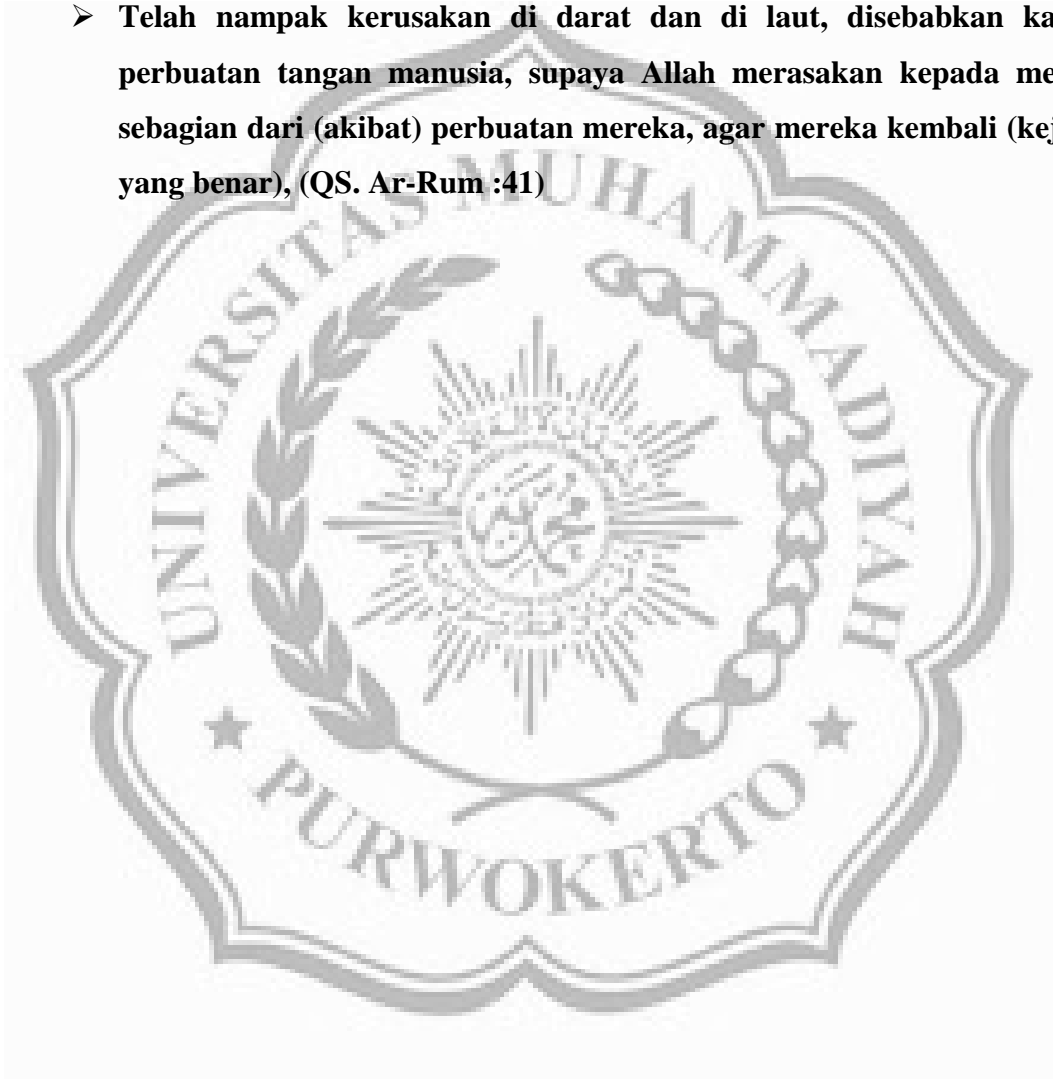 ➢ Telah nampak kerusakan di darat dan di laut, disebabkan ka
perbuatan tangan manusia, supaya Allah merasakan kepada me
sebagian dari (akibat) perbuatan mereka, agar mereka kembali (kej
yang benar), (QS. Ar-Rum :41)
UNIVERSITAS MUHAMMADIYAH
★ PURWOKERTO ★